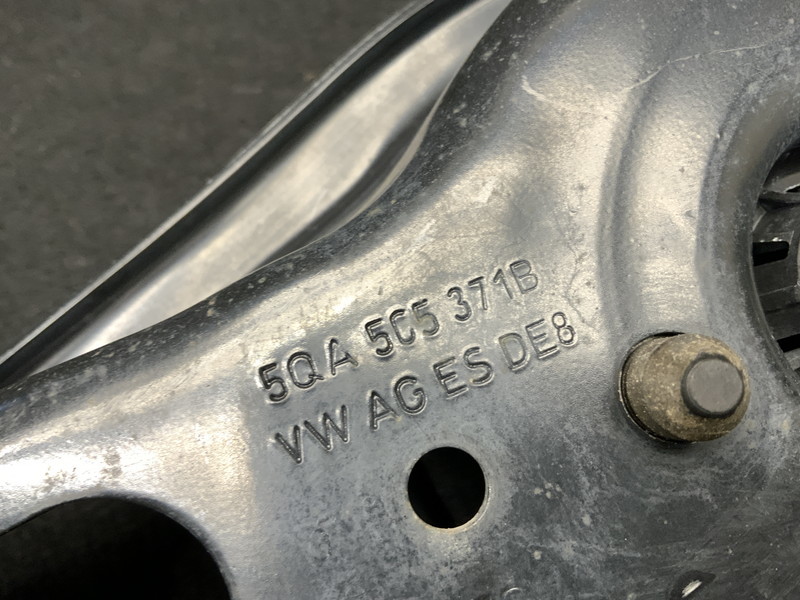 5QA 5C5 371B
VW AG ES DE8